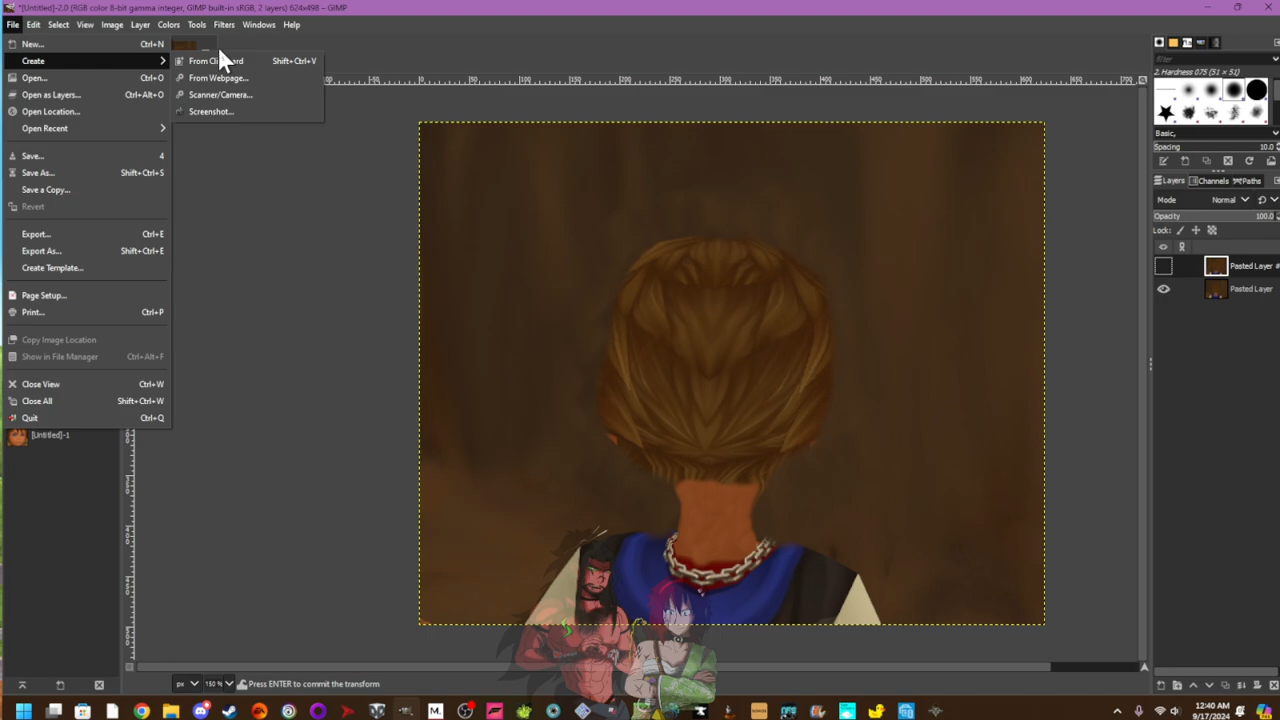 *[Untitled]-2.0 (RGB color 8-bit gamma integer, GIMP built-in sRGB, 2 layers) 624x498 – GIMP
File Edit Select View Image Layer Colors Tools Filters Windows Help
New... Ctrl+N
Create
Open... Ctrl+O
Open as Layers... Ctrl+Alt+O
Open Location...
Open Recent
Save... 4
Save As... Shift+Ctrl+S
Save a Copy...
Revert
Export... Ctrl+E
Export As... Shift+Ctrl+E
Create Template...
Page Setup...
Print... Ctrl+P
Copy Image Location
Show in File Manager Ctrl+Alt+F
Close View Ctrl+W
Close All Shift+Ctrl+W
Quit Ctrl+Q
From Shift+Ctrl+V
From Webpage...
Scanner/Camera...
Screenshot...
400 500 600 700
[Untitled]-1
Filter
2. Hardness 075 (51 × 51)
Basic,
Spacing 10.0
Layers Channels Paths
Mode Normal
Opacity 100.0
Lock:
Pasted Layer #
Pasted Layer
px 150 % Press ENTER to commit the transform
12:40 AM
9/17/2024